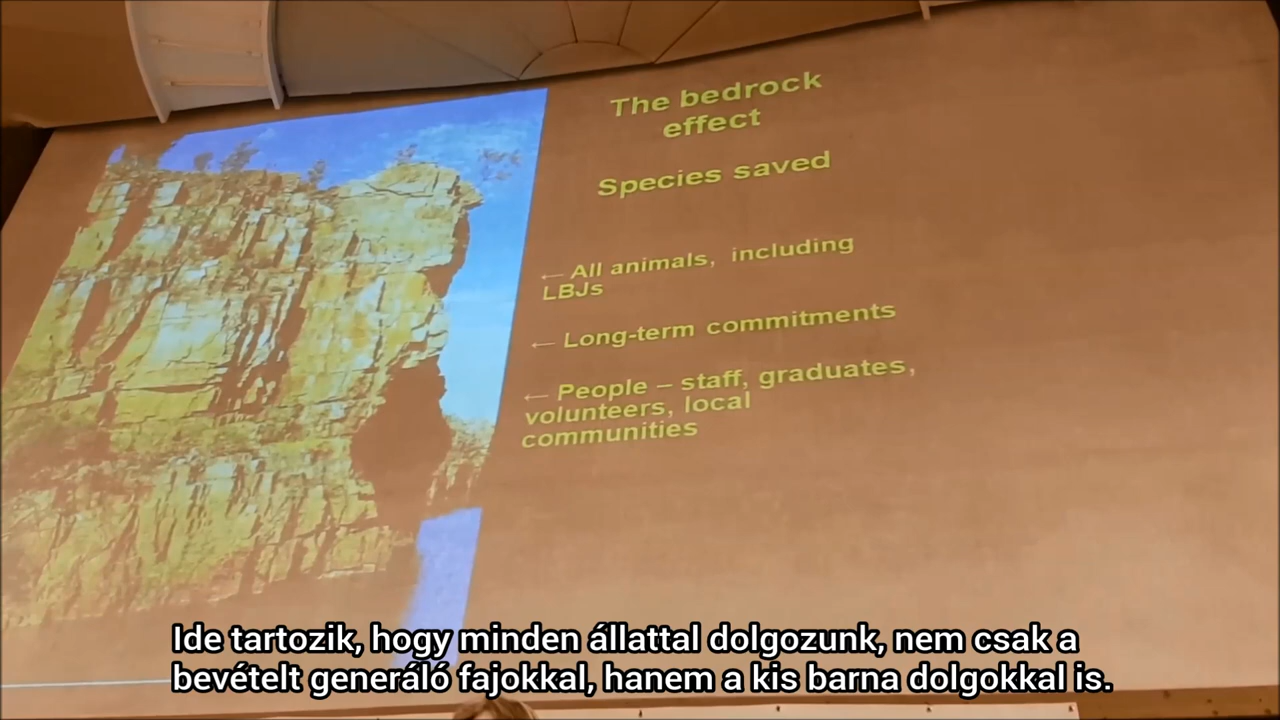 The bedrock
effect
Species saved
← All animals, including
LBJs
← Long-term commitments
← People – staff, graduates,
volunteers, local
communities
Ide tartozik, hogy minden állattal dolgozunk, nem csak a
bevételt generáló fajokkal, hanem a kis barna dolgokkal is.